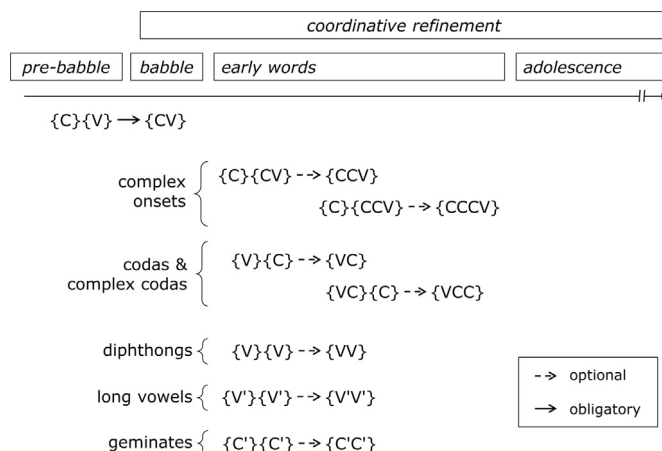 coordinative refinement
pre-babble babble early words adolescence
{C}{V} → {CV}
complex onsets
{C}{CV} ⇢ {CCV}
{C}{CCV} ⇢ {CCCV}
codas & complex codas
{V}{C} ⇢ {VC}
{VC}{C} ⇢ {VCC}
diphthongs {V}{V} ⇢ {VV}
long vowels {V'}{V'} ⇢ {V'V'}
geminates {C'}{C'} ⇢ {C'C'}
⇢ optional
→ obligatory